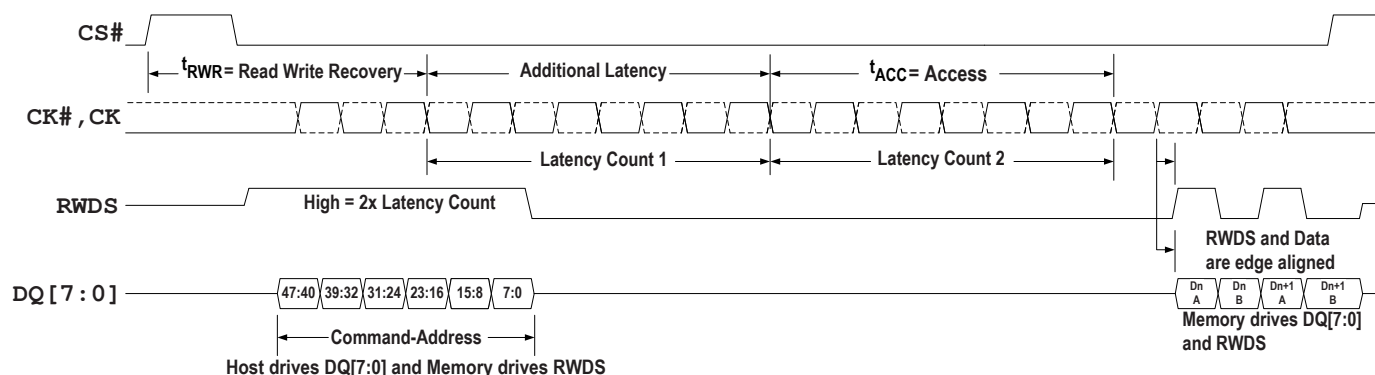 CS#
tRWR= Read Write Recovery
Additional Latency
tACC= Access
CK#,CK
Latency Count 1
Latency Count 2
RWDS
High = 2x Latency Count
RWDS and Data
are edge aligned
DQ[7:0]
47:40 39:32 31:24 23:16 15:8 7:0
Dn A
Dn B
Dn+1 A
Dn+1 B
Command-Address
Memory drives DQ[7:0]
and RWDS
Host drives DQ[7:0] and Memory drives RWDS